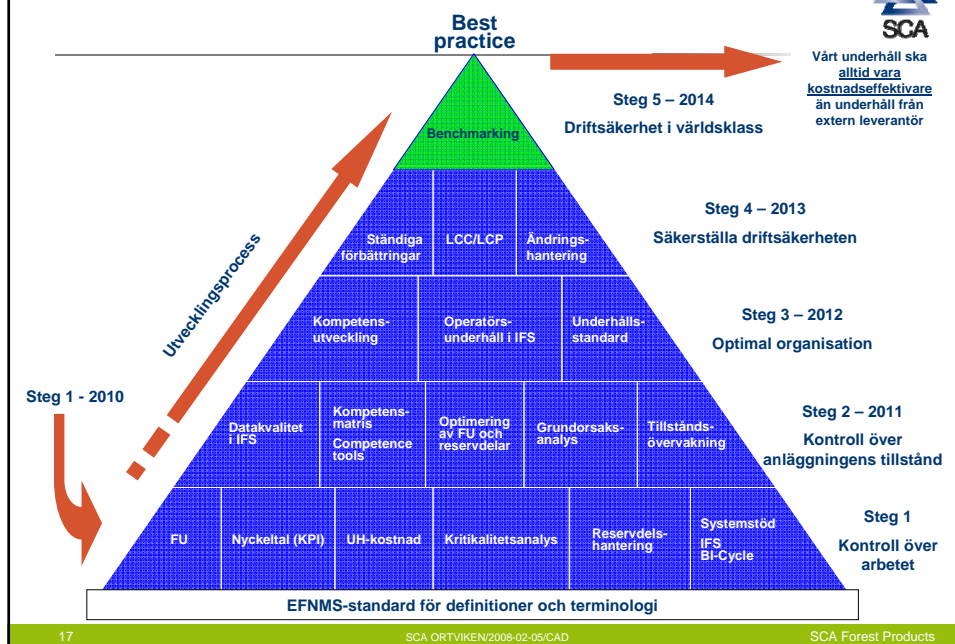 Best
practice
SCA
Vårt underhåll ska
alltid vara
kostnadseffektivare
än underhåll från
extern leverantör
Steg 5 – 2014
Driftsäkerhet i världsklass
Benchmarking
Steg 4 – 2013
Säkerställa driftsäkerheten
Ständiga
förbättringar
LCC/LCP
Ändrings-
hantering
Utvecklingsprocess
Steg 3 – 2012
Optimal organisation
Kompetens-
utveckling
Operatörs-
underhåll i IFS
Underhålls-
standard
Steg 1 - 2010
Steg 2 – 2011
Kontroll över
anläggningens tillstånd
Datakvalitet
i IFS
Kompetens-
matris
Competence
tools
Optimering
av FU och
reservdelar
Grundorsaks-
analys
Tillstånds-
övervakning
Steg 1
Kontroll över
arbetet
FU
Nyckeltal (KPI)
UH-kostnad
Kritikalitetsanalys
Reservdels-
hantering
Systemstöd
IFS
BI-Cycle
EFNMS-standard för definitioner och terminologi
17
SCA ORTVIKEN/2008-02-05/CAD
SCA Forest Products